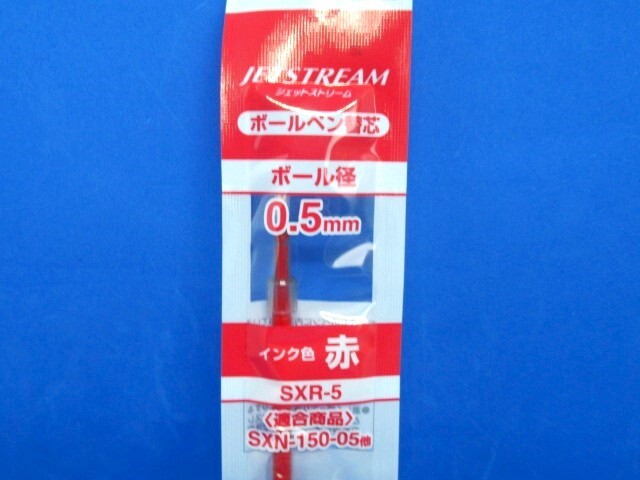 JETSTREAM
ジェットストリーム
ボールペン替芯
ボール径
0.5mm
インク色 赤
SXR-5
〈適合商品〉
SXN-150-05他